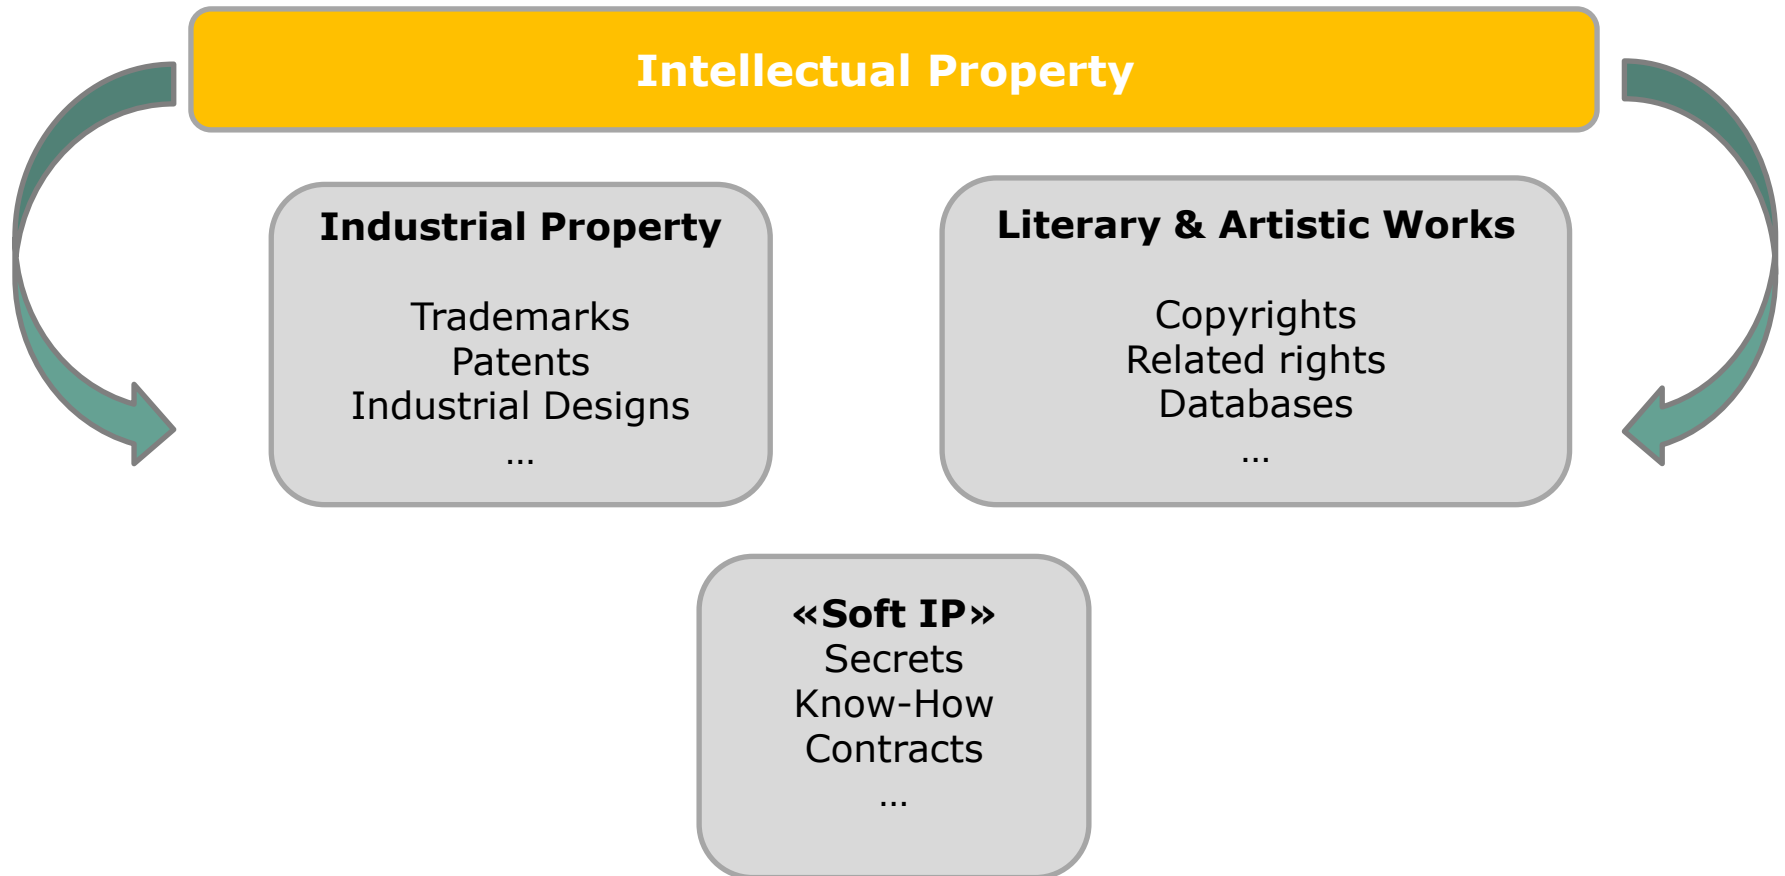 Intellectual Property
Industrial Property
Trademarks
Patents
Industrial Designs
...
Literary & Artistic Works
Copyrights
Related rights
Databases
...
«Soft IP»
Secrets
Know-How
Contracts
...